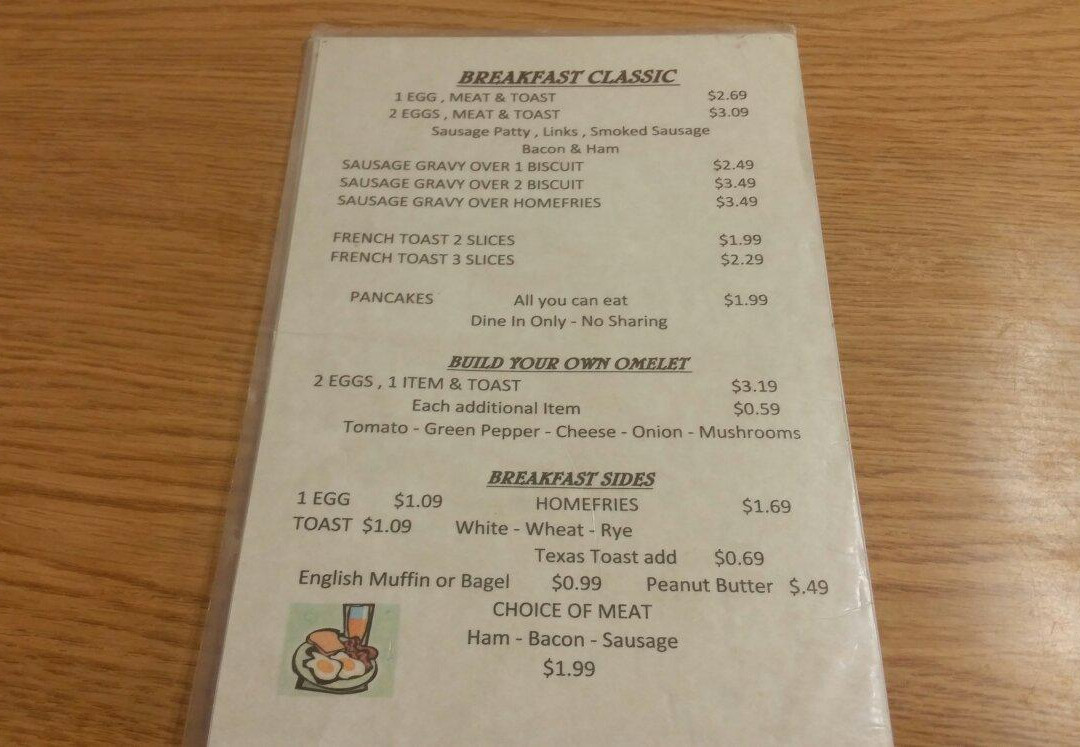 BREAKFAST CLASSIC
1 EGG , MEAT & TOAST $2.69
2 EGGS , MEAT & TOAST $3.09
Sausage Patty , Links , Smoked Sausage
Bacon & Ham
SAUSAGE GRAVY OVER 1 BISCUIT $2.49
SAUSAGE GRAVY OVER 2 BISCUIT $3.49
SAUSAGE GRAVY OVER HOMEFRIES $3.49
FRENCH TOAST 2 SLICES $1.99
FRENCH TOAST 3 SLICES $2.29
PANCAKES All you can eat $1.99
Dine In Only - No Sharing
BUILD YOUR OWN OMELET
2 EGGS , 1 ITEM & TOAST $3.19
Each additional Item $0.59
Tomato - Green Pepper - Cheese - Onion - Mushrooms
BREAKFAST SIDES
1 EGG $1.09 HOMEFRIES $1.69
TOAST $1.09 White - Wheat - Rye
Texas Toast add $0.69
English Muffin or Bagel $0.99 Peanut Butter $.49
CHOICE OF MEAT
Ham - Bacon - Sausage
$1.99